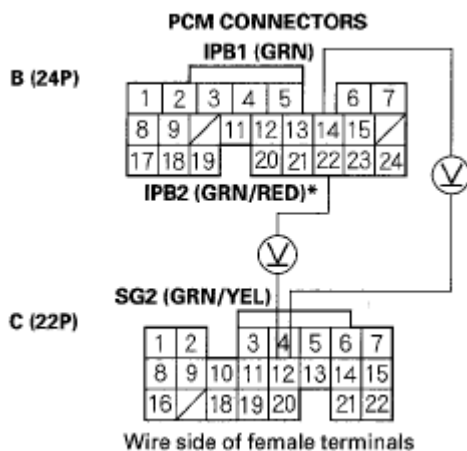 PCM CONNECTORS
IPB1 (GRN)
B (24P)
1 2 3 4 5 6 7
8 9 11 12 13 14 15
17 18 19 20 21 22 23 24
IPB2 (GRN/RED)*
V
V
SG2 (GRN/YEL)
C (22P)
1 2 3 4 5 6 7
8 9 10 11 12 13 14 15
16 18 19 20 21 22
Wire side of female terminals